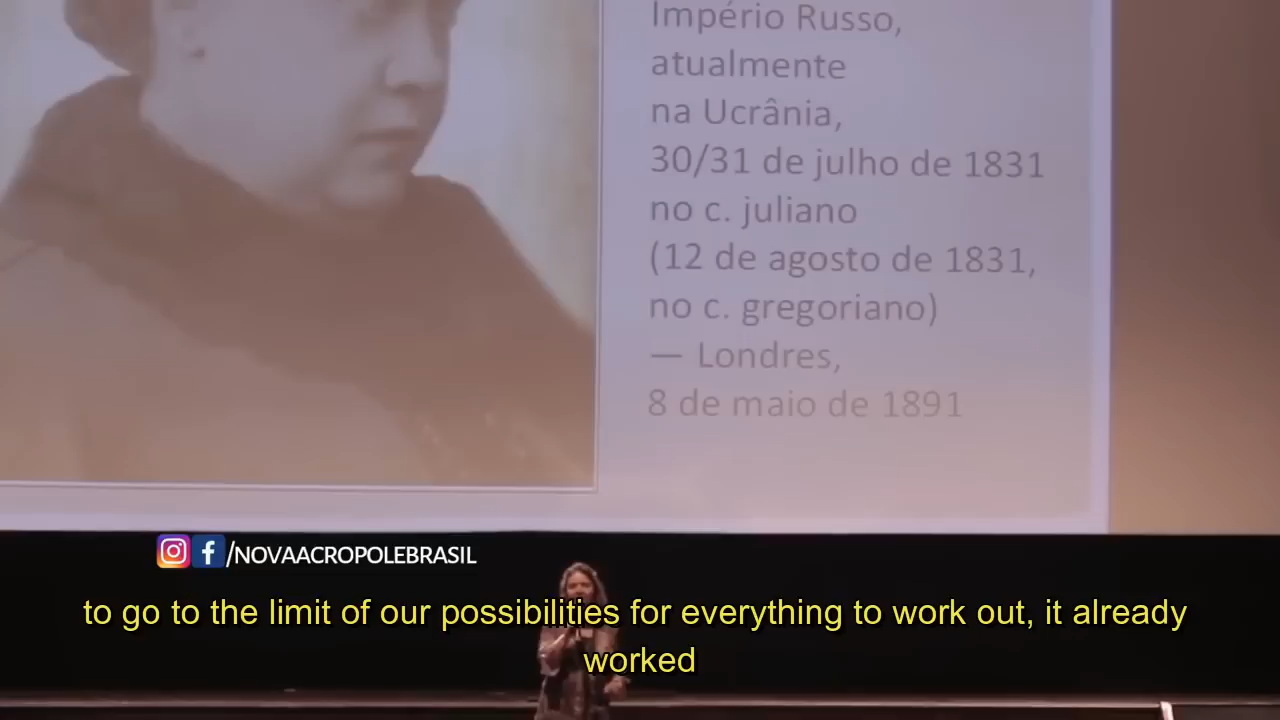 Império Russo,
atualmente
na Ucrânia,
30/31 de julho de 1831
no c. juliano
(12 de agosto de 1831,
no c. gregoriano)
— Londres,
8 de maio de 1891
/NOVAACROPOLEBRASIL
to go to the limit of our possibilities for everything to work out, it already
worked